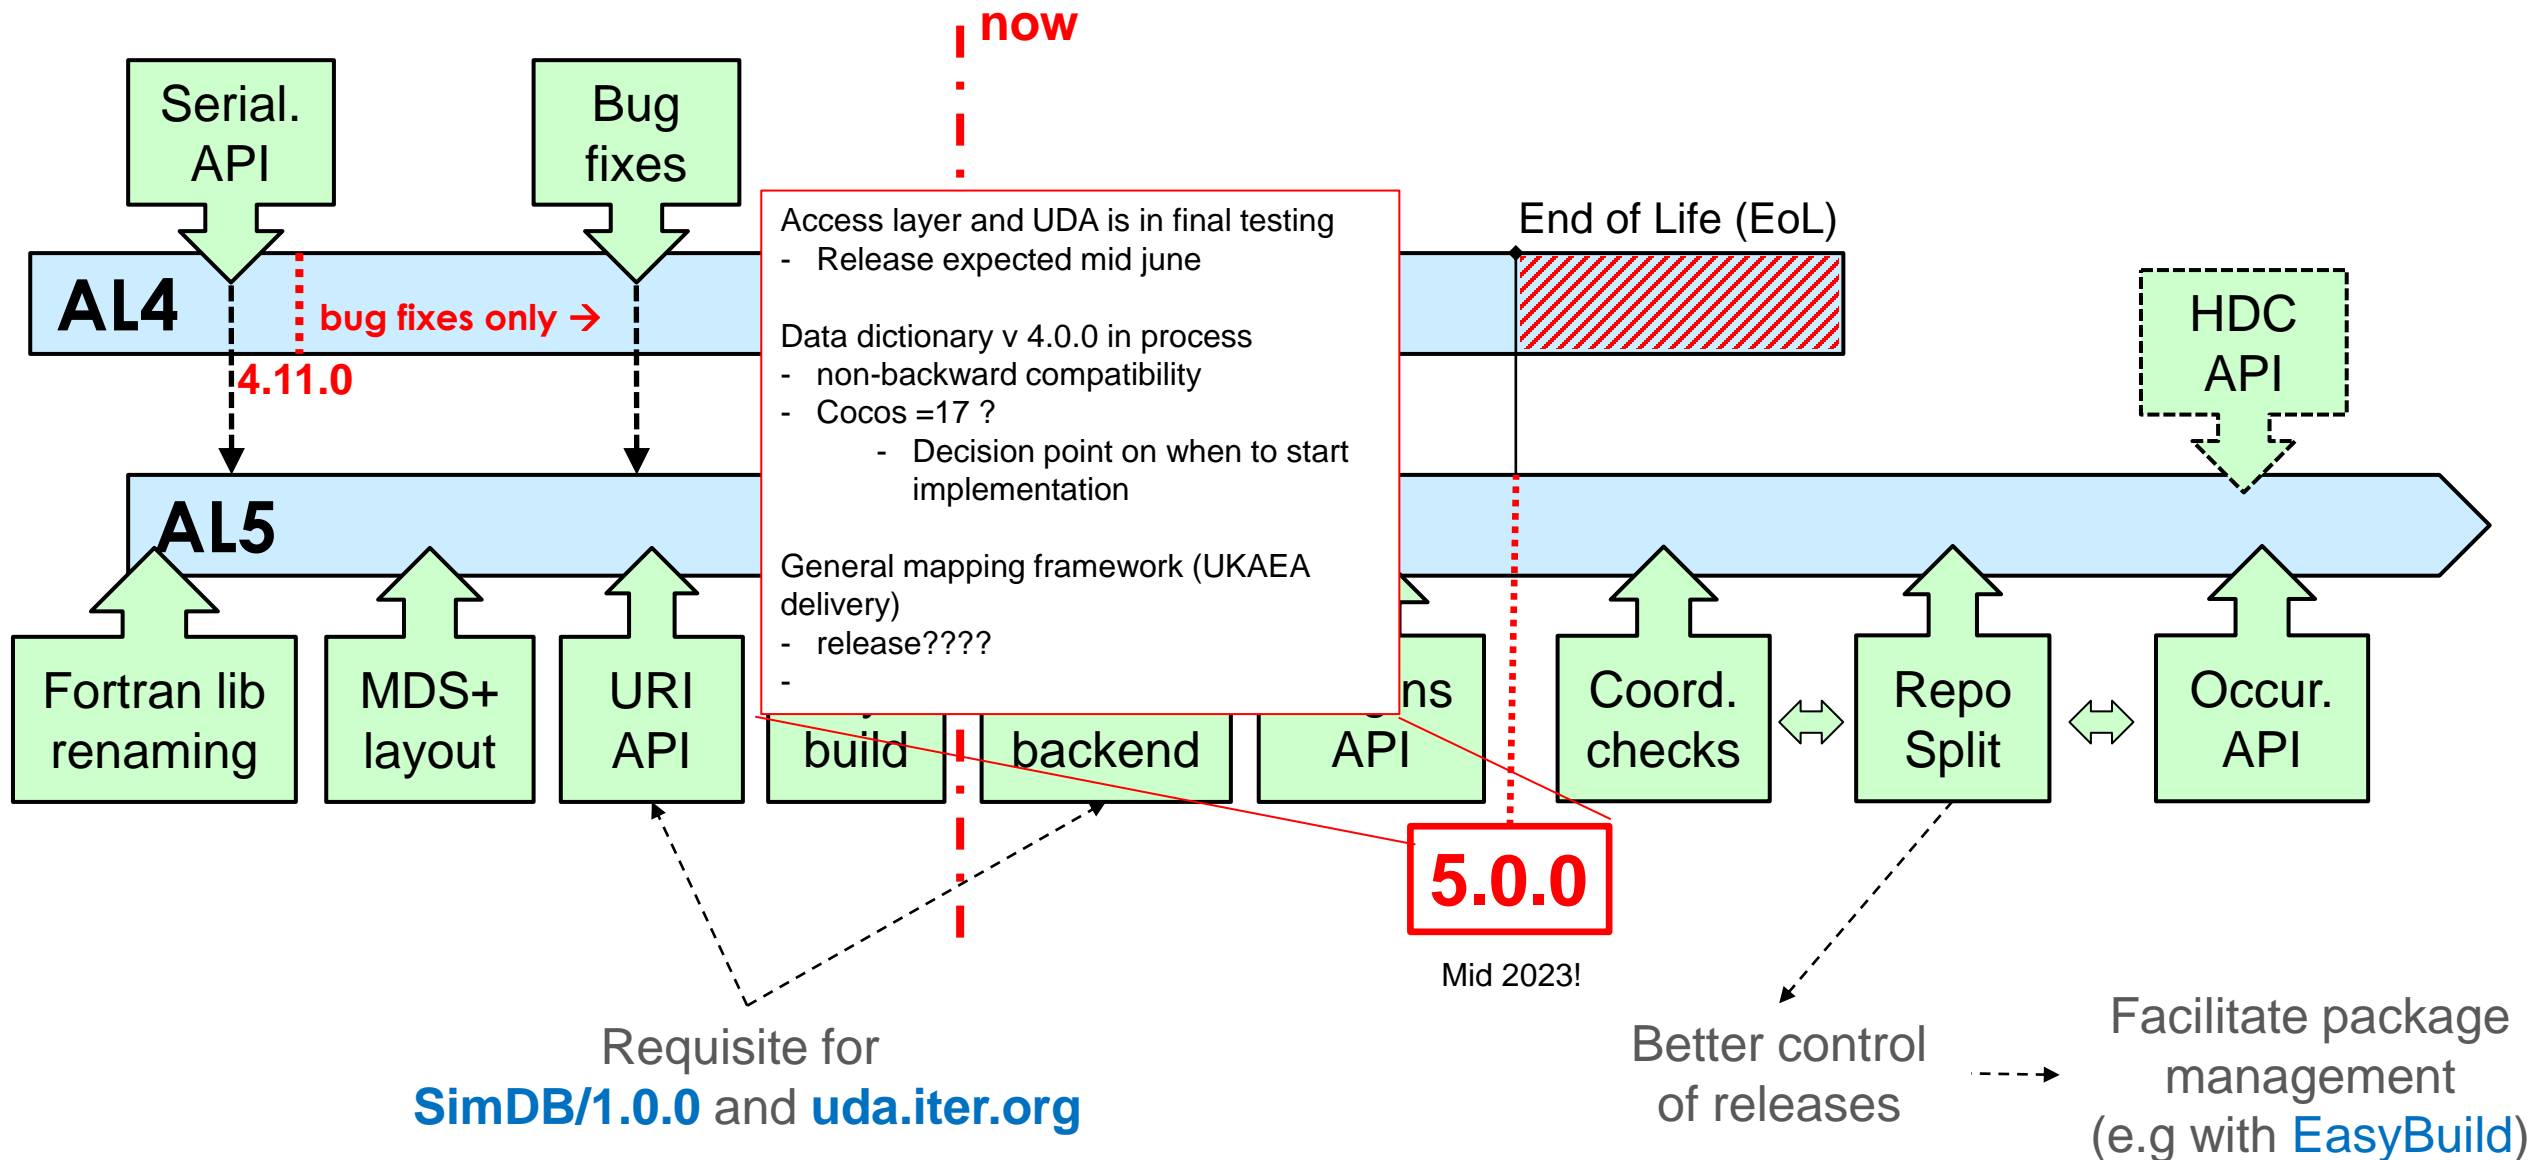 now
Serial.
API
Bug
fixes
Access layer and UDA is in final testing
- Release expected mid june
Data dictionary v 4.0.0 in process
- non-backward compatibility
- Cocos =17 ?
- Decision point on when to start
implementation
General mapping framework (UKAEA
delivery)
- release????
-
End of Life (EoL)
AL4
bug fixes only →
4.11.0
HDC
API
AL5
Fortran lib
renaming
MDS+
layout
URI
API
build
backend
API
Coord.
checks
Repo
Split
Occur.
API
5.0.0
Mid 2023!
Requisite for
SimDB/1.0.0 and uda.iter.org
Better control
of releases
Facilitate package
management
(e.g with EasyBuild)